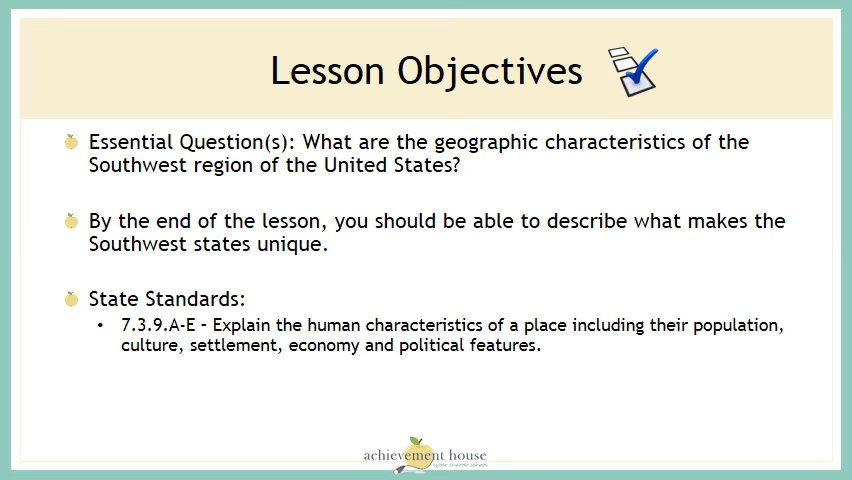 Lesson Objectives
Essential Question(s): What are the geographic characteristics of the
Southwest region of the United States?
By the end of the lesson, you should be able to describe what makes the
Southwest states unique.
State Standards:
• 7.3.9.A-E – Explain the human characteristics of a place including their population,
culture, settlement, economy and political features.
achievement house
cyber charter school